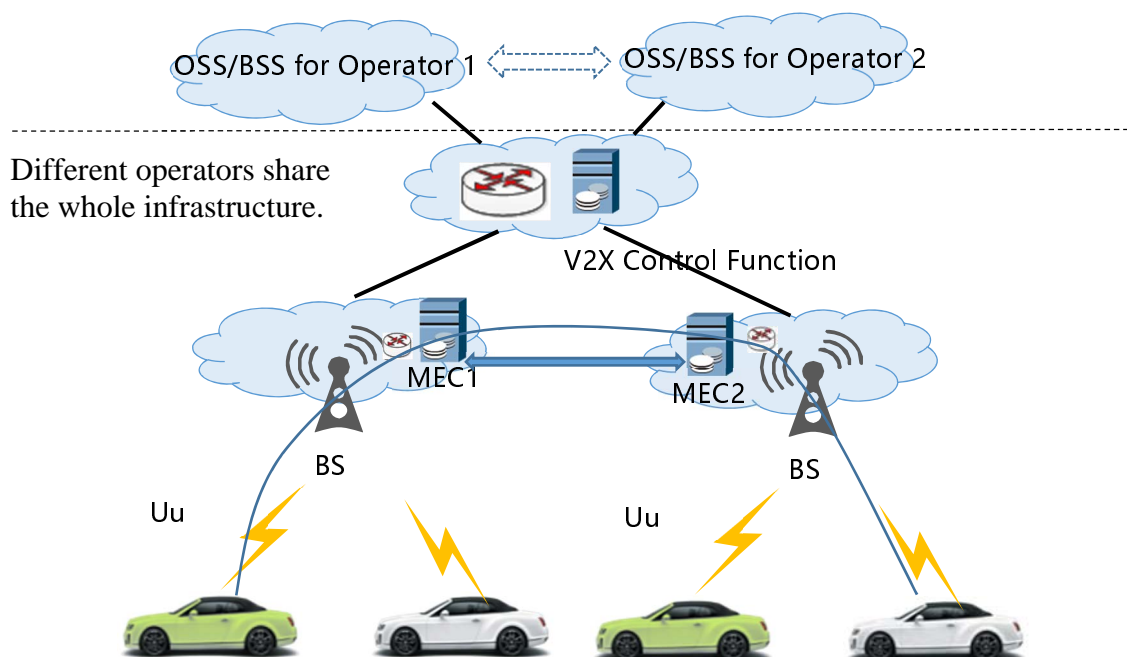 OSS/BSS for Operator 1
OSS/BSS for Operator 2
Different operators share
the whole infrastructure.
V2X Control Function
MEC1
MEC2
BS
BS
Uu
Uu